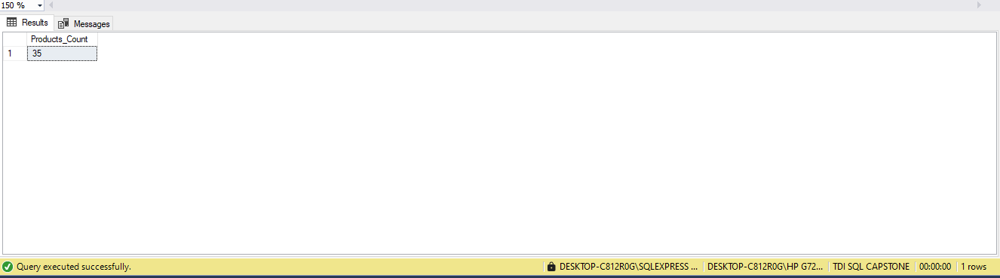 150 %
Results Messages
Products_Count
1 35
Query executed successfully. DESKTOP-C812R0G\SQLEXPRESS ... DESKTOP-C812R0G\HP G72... TDI SQL CAPSTONE 00:00:00 1 rows